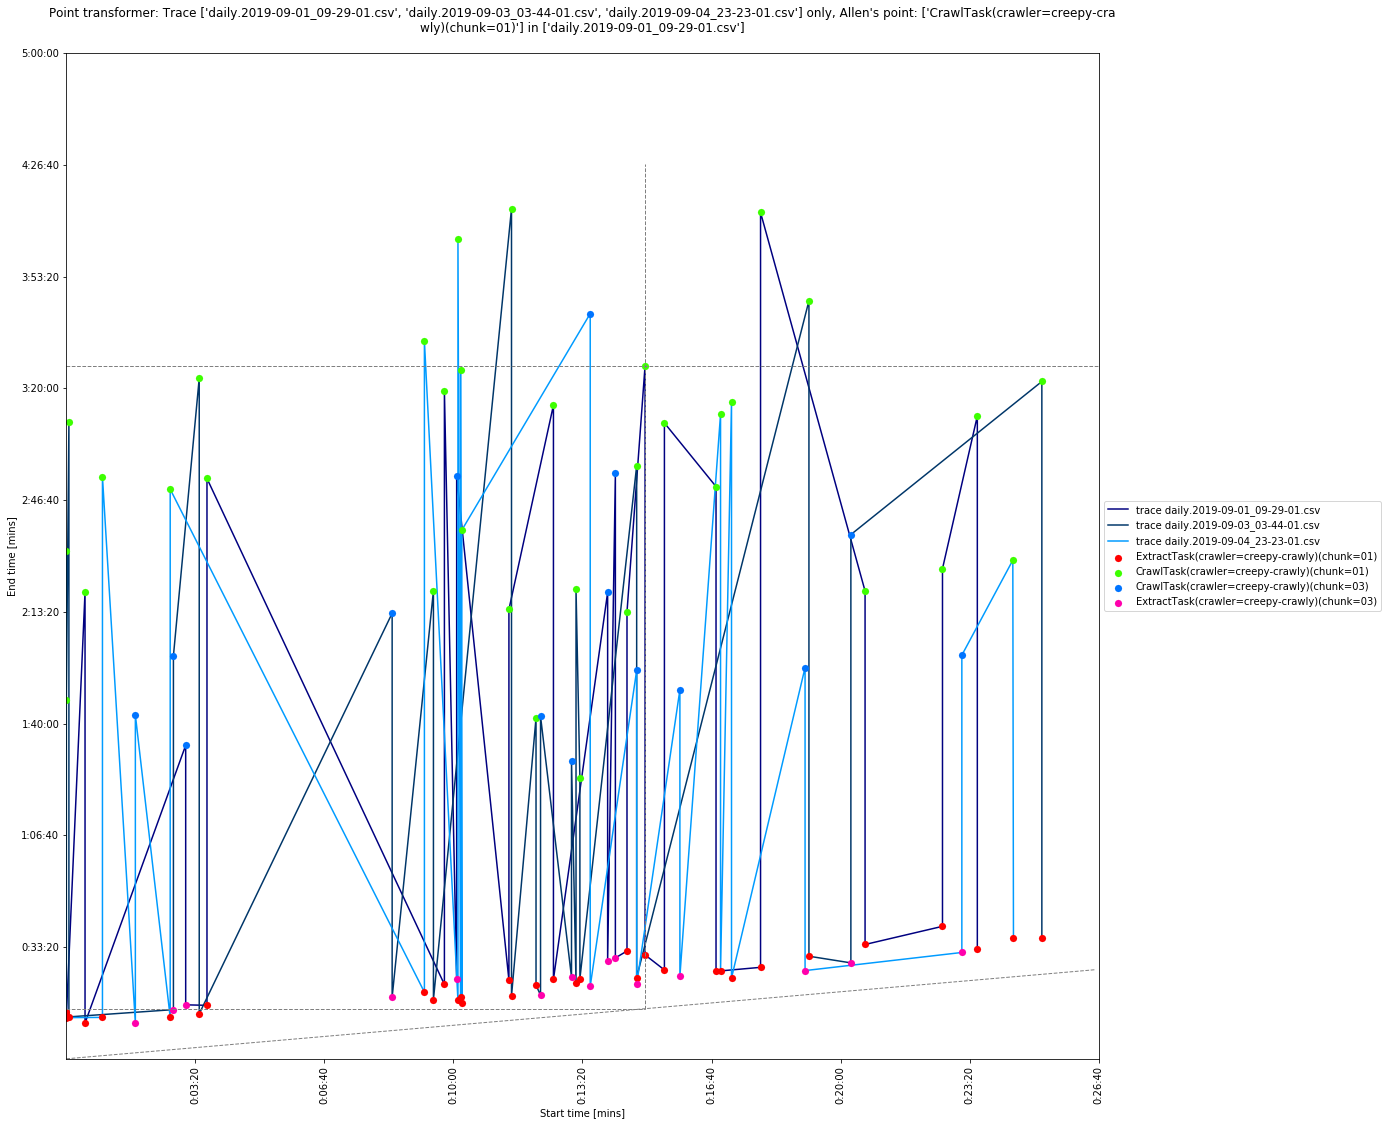 Point transformer: Trace ['daily.2019-09-01_09-29-01.csv', 'daily.2019-09-03_03-44-01.csv', 'daily.2019-09-04_23-23-01.csv'] only, Allen's point: ['CrawlTask(crawler=creepy-cra
wly)(chunk=01)'] in ['daily.2019-09-01_09-29-01.csv']
5:00:00
4:26:40
3:53:20
3:20:00
2:46:40
2:13:20
1:40:00
1:06:40
0:33:20
End time [mins]
0:03:20
0:06:40
0:10:00
0:13:20
0:16:40
0:20:00
0:23:20
0:26:40
Start time [mins]
trace daily.2019-09-01_09-29-01.csv
trace daily.2019-09-03_03-44-01.csv
trace daily.2019-09-04_23-23-01.csv
ExtractTask(crawler=creepy-crawly)(chunk=01)
CrawlTask(crawler=creepy-crawly)(chunk=01)
CrawlTask(crawler=creepy-crawly)(chunk=03)
ExtractTask(crawler=creepy-crawly)(chunk=03)